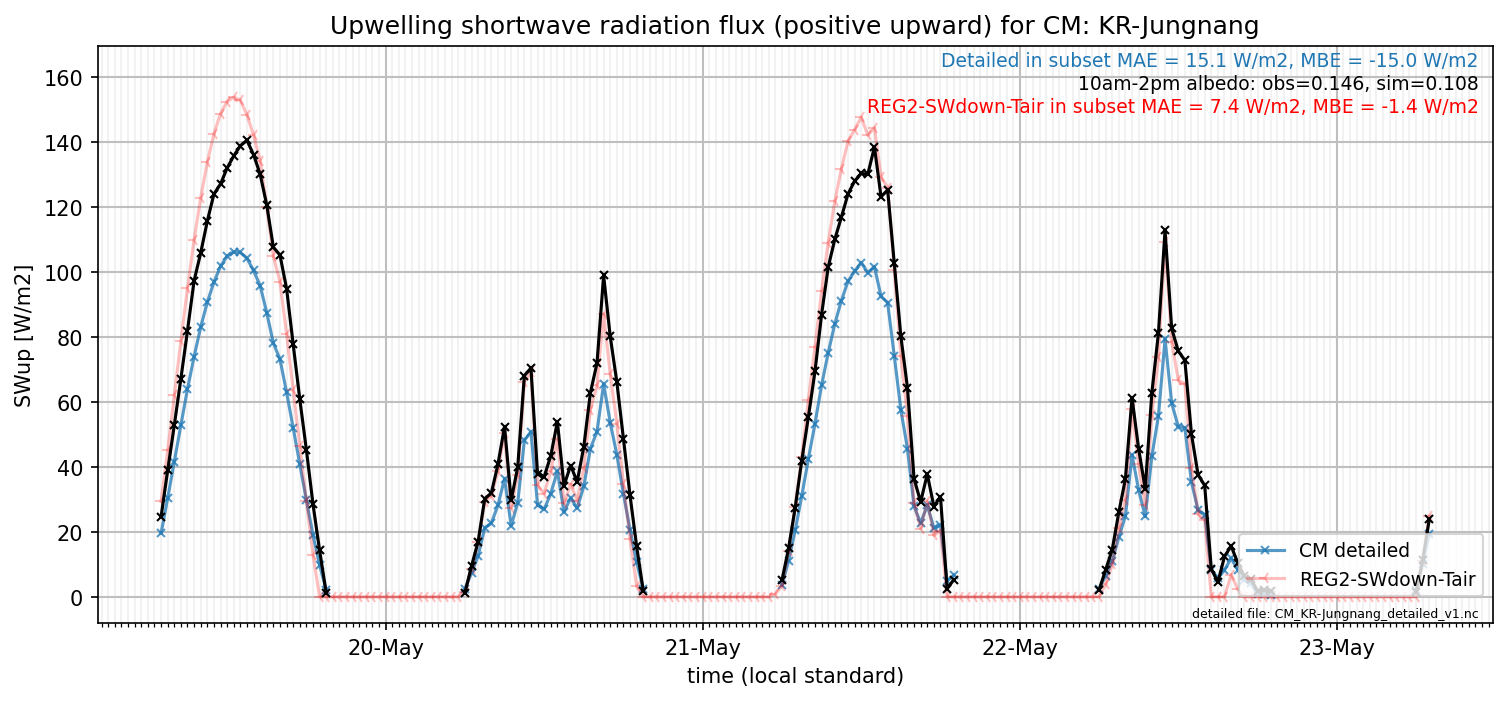 Upwelling shortwave radiation flux (positive upward) for CM: KR-Jungnang
Detailed in subset MAE = 15.1 W/m2, MBE = -15.0 W/m2
10am-2pm albedo: obs=0.146, sim=0.108
REG2-SWdown-Tair in subset MAE = 7.4 W/m2, MBE = -1.4 W/m2
SWup [W/m2]
160
140
120
100
80
60
40
20
0
CM detailed
REG2-SWdown-Tair
detailed file: CM_KR-Jungnang_detailed_v1.nc
20-May
21-May
22-May
23-May
time (local standard)